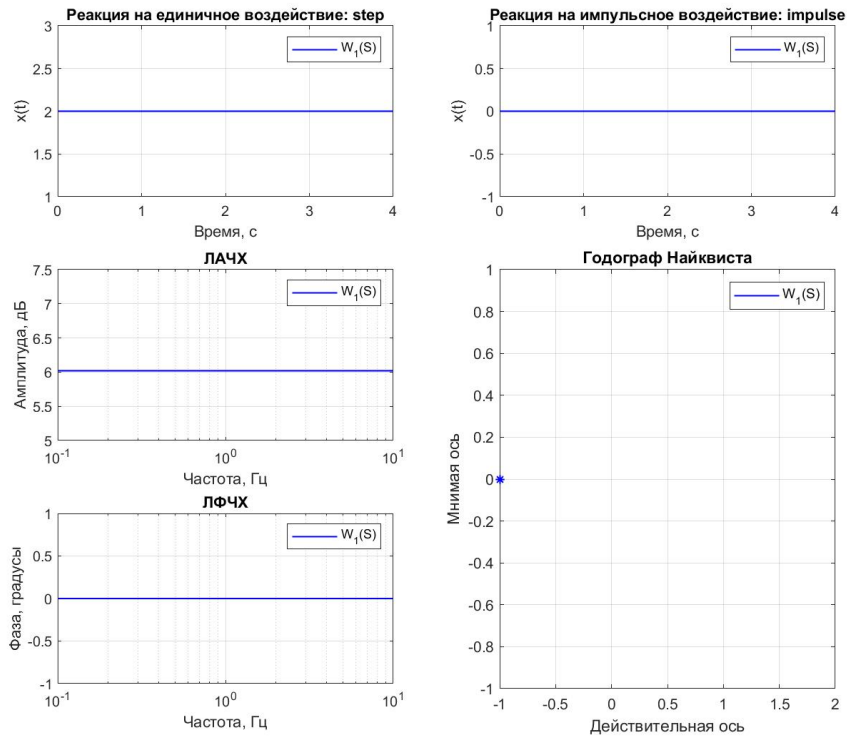 Реакция на единичное воздействие: step
W1(S)
x(t)
3
2.5
2
1.5
1
0 1 2 3 4
Время, с
Реакция на импульсное воздействие: impulse
W1(S)
x(t)
1
0.5
0
-0.5
-1
0 1 2 3 4
Время, с
ЛАЧХ
W1(S)
Амплитуда, дБ
7.5
7
6.5
6
5.5
5
10-1 100 101
Частота, Гц
ЛФЧХ
W1(S)
Фаза, градусы
1
0.5
0
-0.5
-1
10-1 100 101
Частота, Гц
Годограф Найквиста
W1(S)
Мнимая ось
1
0.8
0.6
0.4
0.2
0
-0.2
-0.4
-0.6
-0.8
-1
-1 -0.5 0 0.5 1 1.5 2
Действительная ось